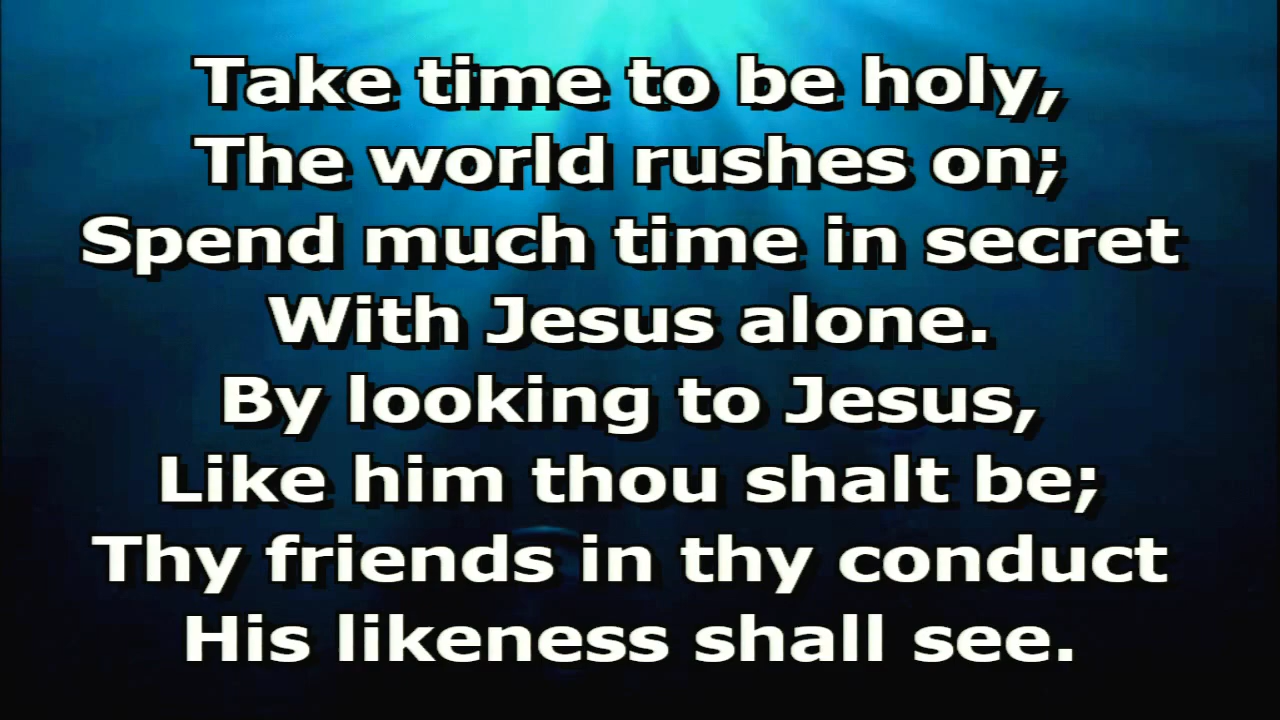 Take time to be holy,
The world rushes on;
Spend much time in secret
With Jesus alone.
By looking to Jesus,
Like him thou shalt be;
Thy friends in thy conduct
His likeness shall see.